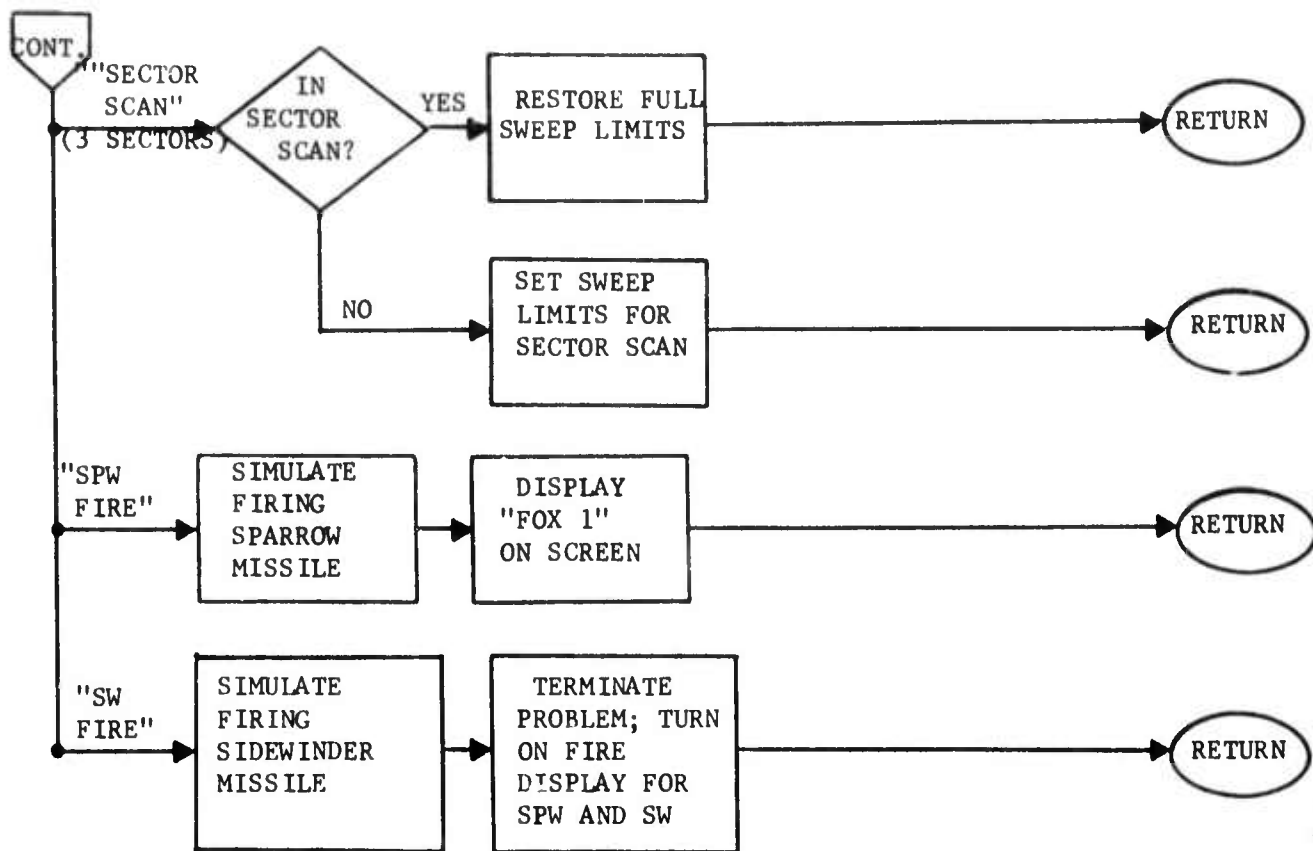 CONT.
""SECTOR
SCAN"
(3 SECTORS)
IN
SECTOR
SCAN?
YES
RESTORE FULL
SWEEP LIMITS
RETURN
NO
SET SWEEP
LIMITS FOR
SECTOR SCAN
RETURN
"SPW
FIRE"
SIMULATE
FIRING
SPARROW
MISSILE
DISPLAY
"FOX 1"
ON SCREEN
RETURN
"SW
FIRE"
SIMULATE
FIRING
SIDEWINDER
MISSILE
TERMINATE
PROBLEM; TURN
ON FIRE
DISPLAY FOR
SPW AND SW
RETURN